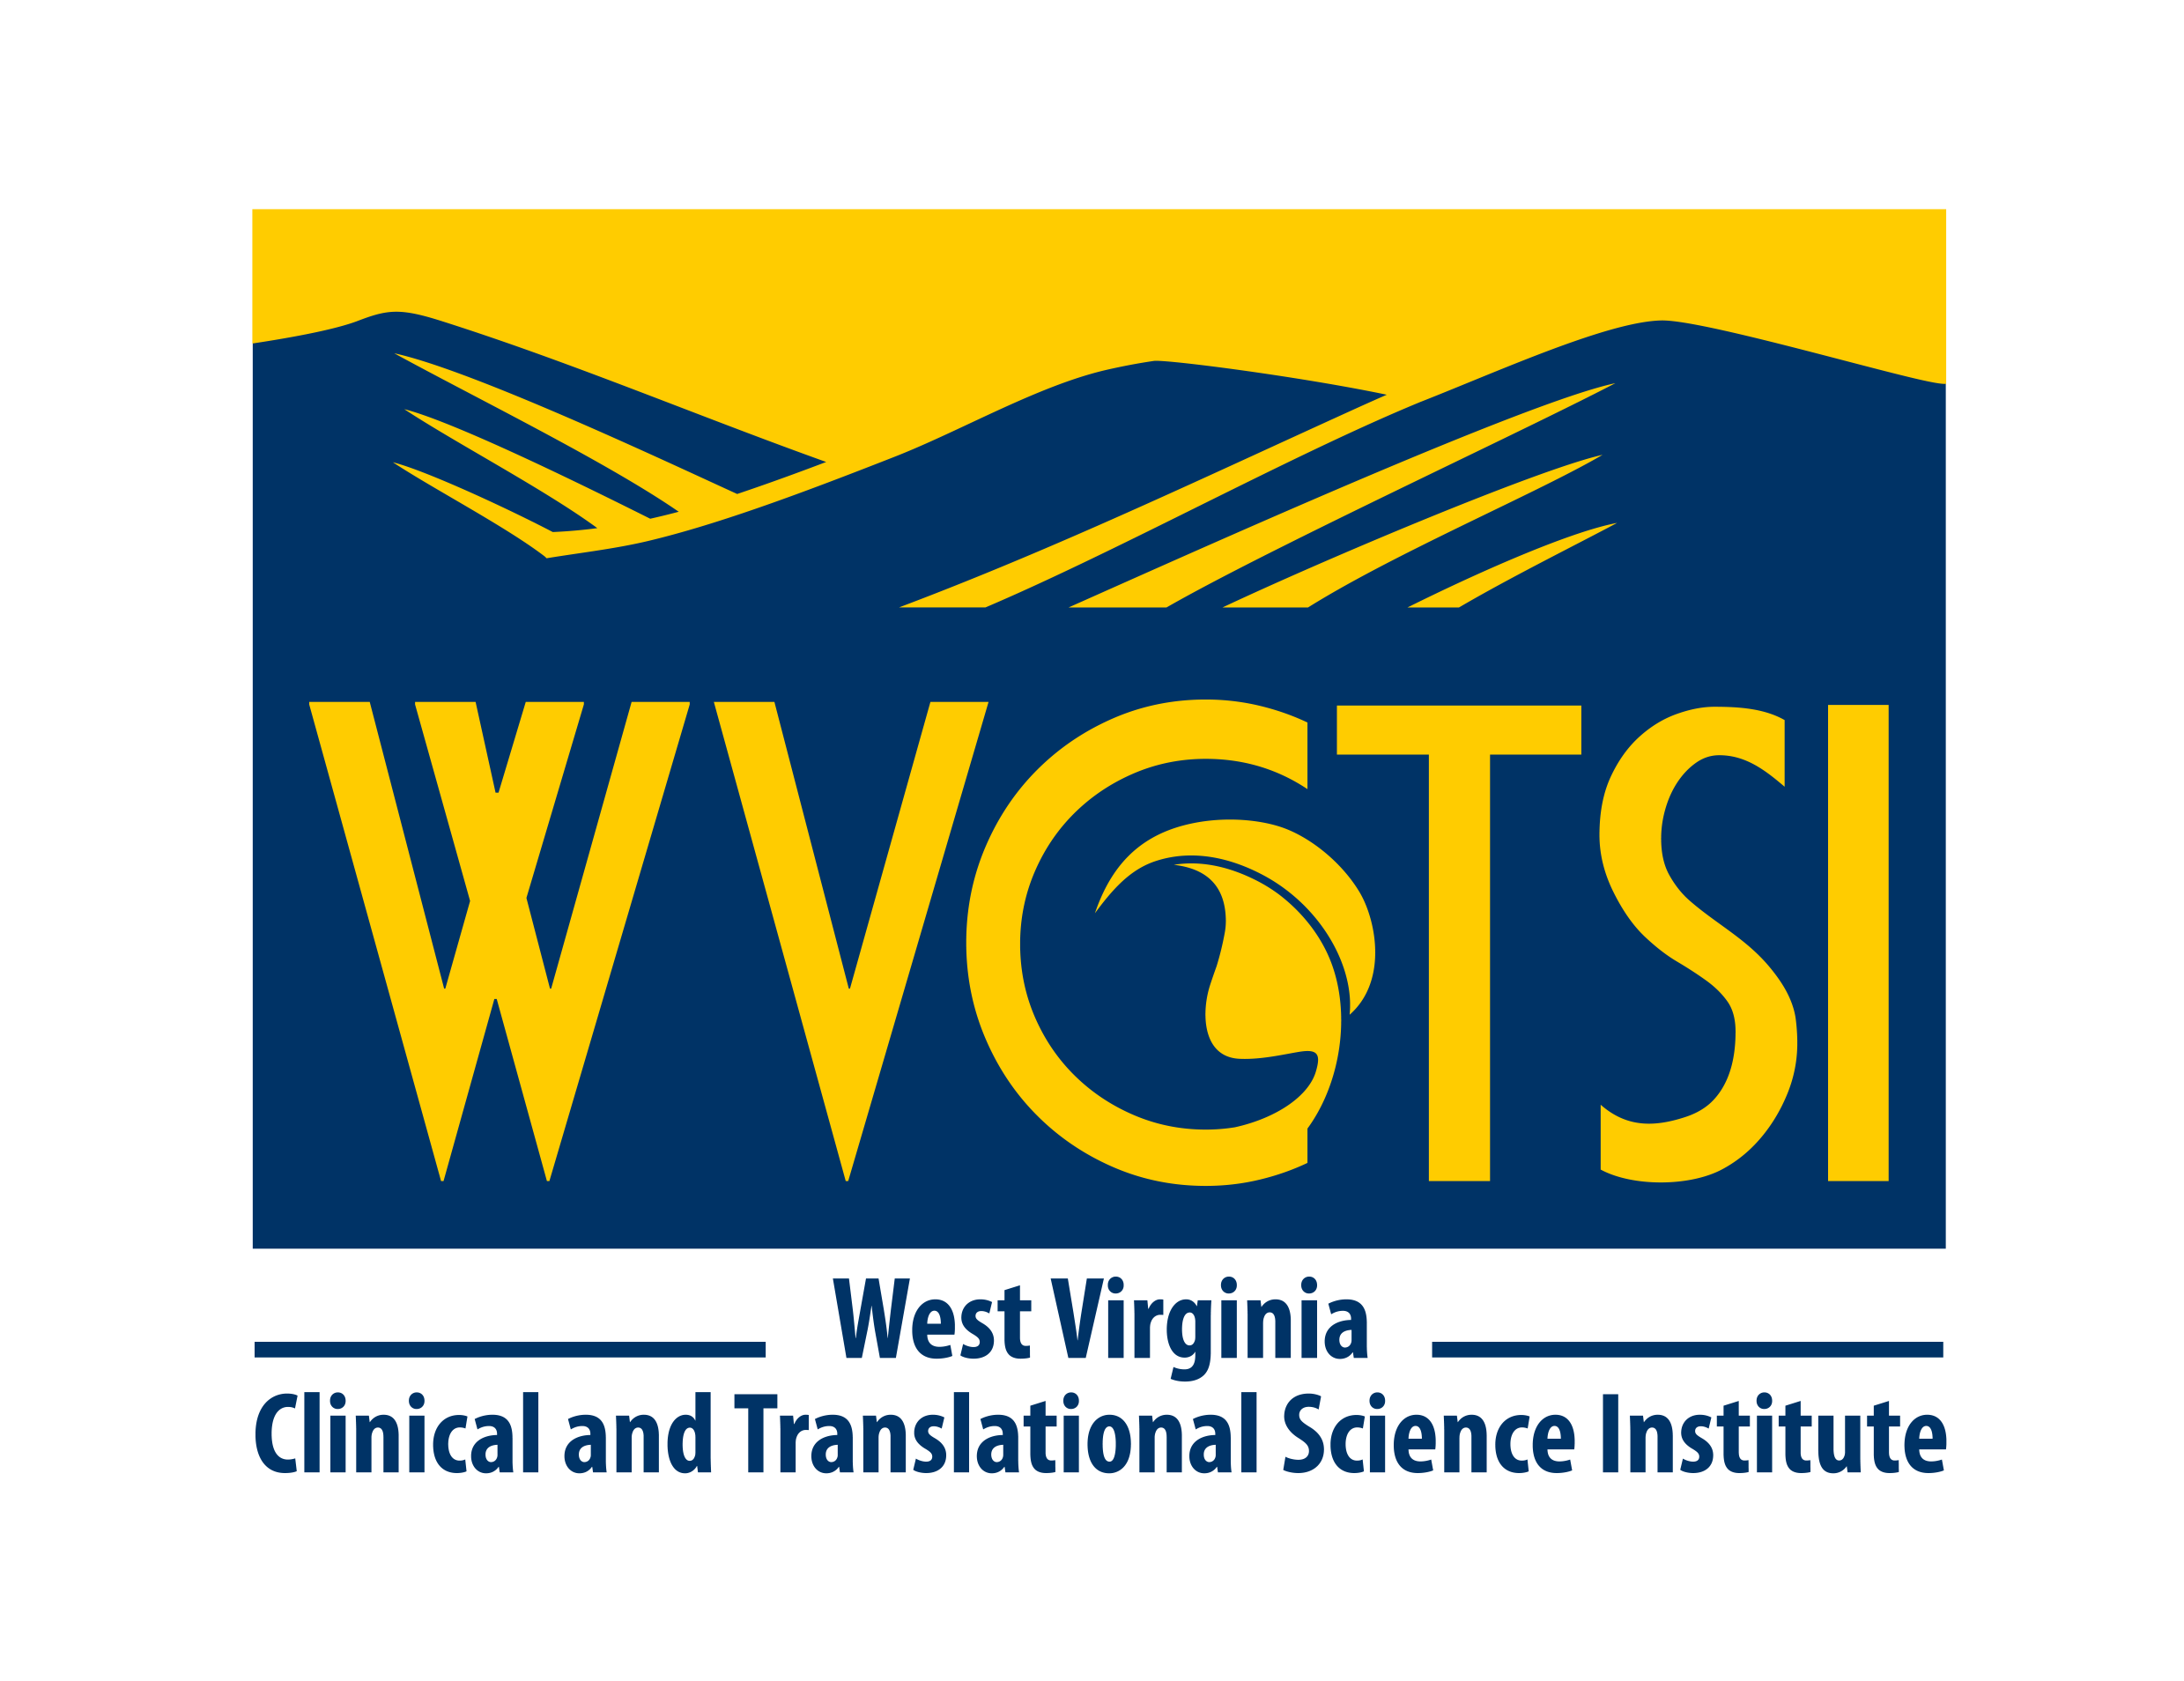 WVCTSI
West Virginia
Clinical and Translational Science Institute